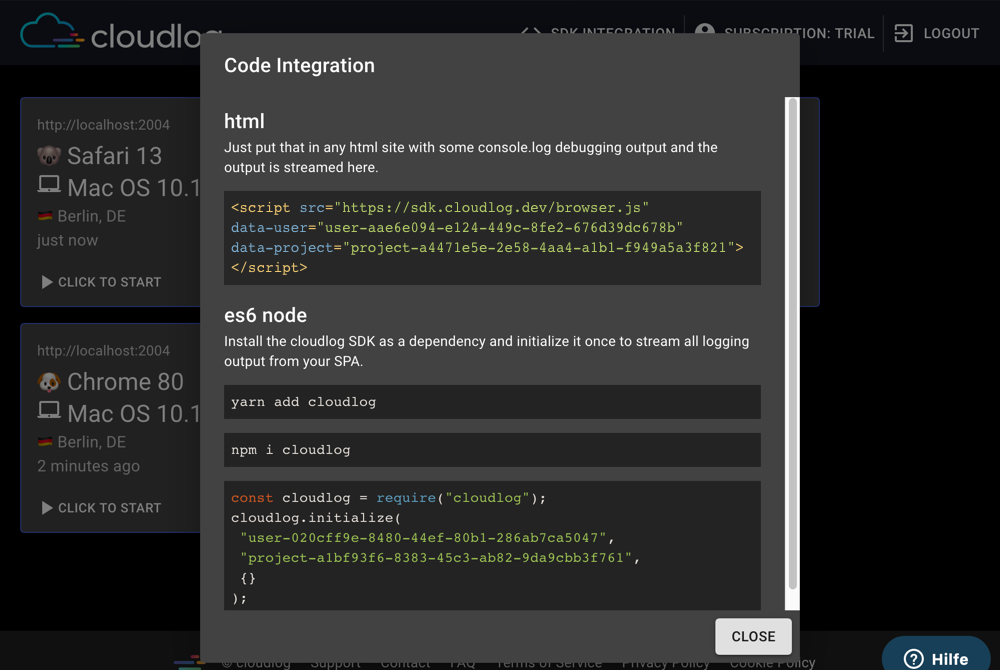 cloudlog
SDK INTEGRATION
SUBSCRIPTION: TRIAL
LOGOUT
Code Integration
http://localhost:2004
Safari 13
Mac OS 10.1
Berlin, DE
just now
CLICK TO START
http://localhost:2004
Chrome 80
Mac OS 10.1
Berlin, DE
2 minutes ago
CLICK TO START
html
Just put that in any html site with some console.log debugging output and the
output is streamed here.
<script src="https://sdk.cloudlog.dev/browser.js"
data-user="user-aae6e094-e124-449c-8fe2-676d39dc678b"
data-project="project-a4471e5e-2e58-4aa4-a1b1-f949a5a3f821">
</script>
es6 node
Install the cloudlog SDK as a dependency and initialize it once to stream all logging
output from your SPA.
yarn add cloudlog
npm i cloudlog
const cloudlog = require("cloudlog");
cloudlog.initialize(
"user-020cff9e-8480-44ef-80b1-286ab7ca5047",
"project-a1bf93f6-8383-45c3-ab82-9da9cbb3f761",
{}
);
CLOSE
© cloudlog Support Contact FAQ Terms of Service Privacy Policy Cookie Policy
Hilfe